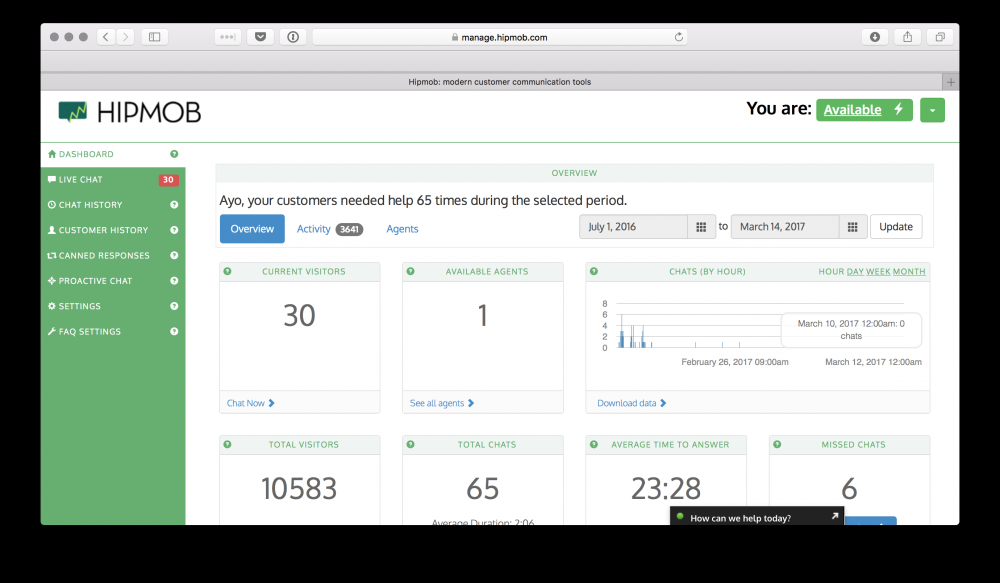 manage.hipmob.com
Hipmob: modern customer communication tools
HIPMOB
You are: Available
DASHBOARD
LIVE CHAT 30
CHAT HISTORY
CUSTOMER HISTORY
CANNED RESPONSES
PROACTIVE CHAT
SETTINGS
FAQ SETTINGS
OVERVIEW
Ayo, your customers needed help 65 times during the selected period.
Overview Activity 3641 Agents July 1, 2016 to March 14, 2017 Update
CURRENT VISITORS
30
Chat Now
AVAILABLE AGENTS
1
See all agents
CHATS (BY HOUR) HOUR DAY WEEK MONTH
8
6
4
2
0
March 10, 2017 12:00am: 0
chats
February 26, 2017 09:00am March 12, 2017 12:00am
Download data
TOTAL VISITORS
10583
TOTAL CHATS
65
Average Duration: 2:06
AVERAGE TIME TO ANSWER
23:28
MISSED CHATS
6
How can we help today?